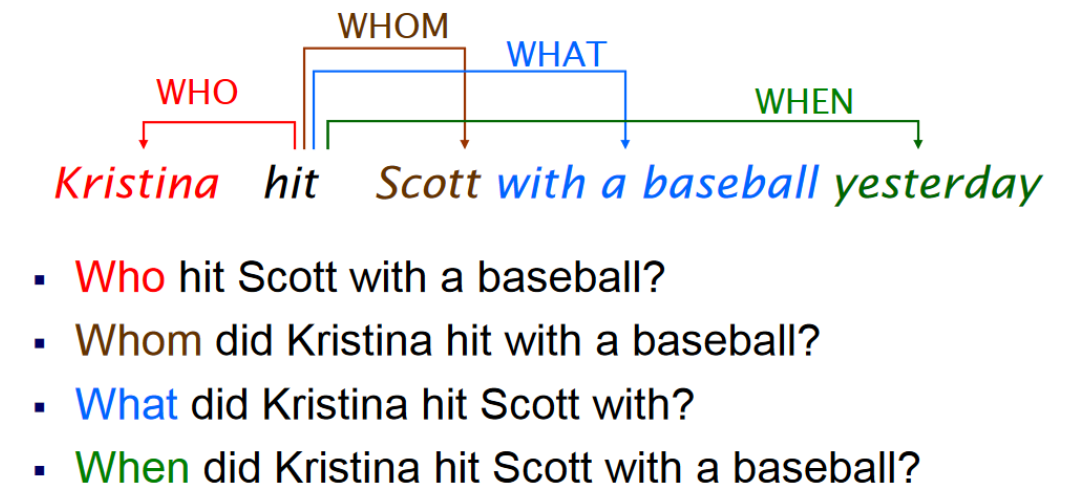 WHOM
WHAT
WHO
WHEN
Kristina hit Scott with a baseball yesterday
▪ Who hit Scott with a baseball?
▪ Whom did Kristina hit with a baseball?
▪ What did Kristina hit Scott with?
▪ When did Kristina hit Scott with a baseball?